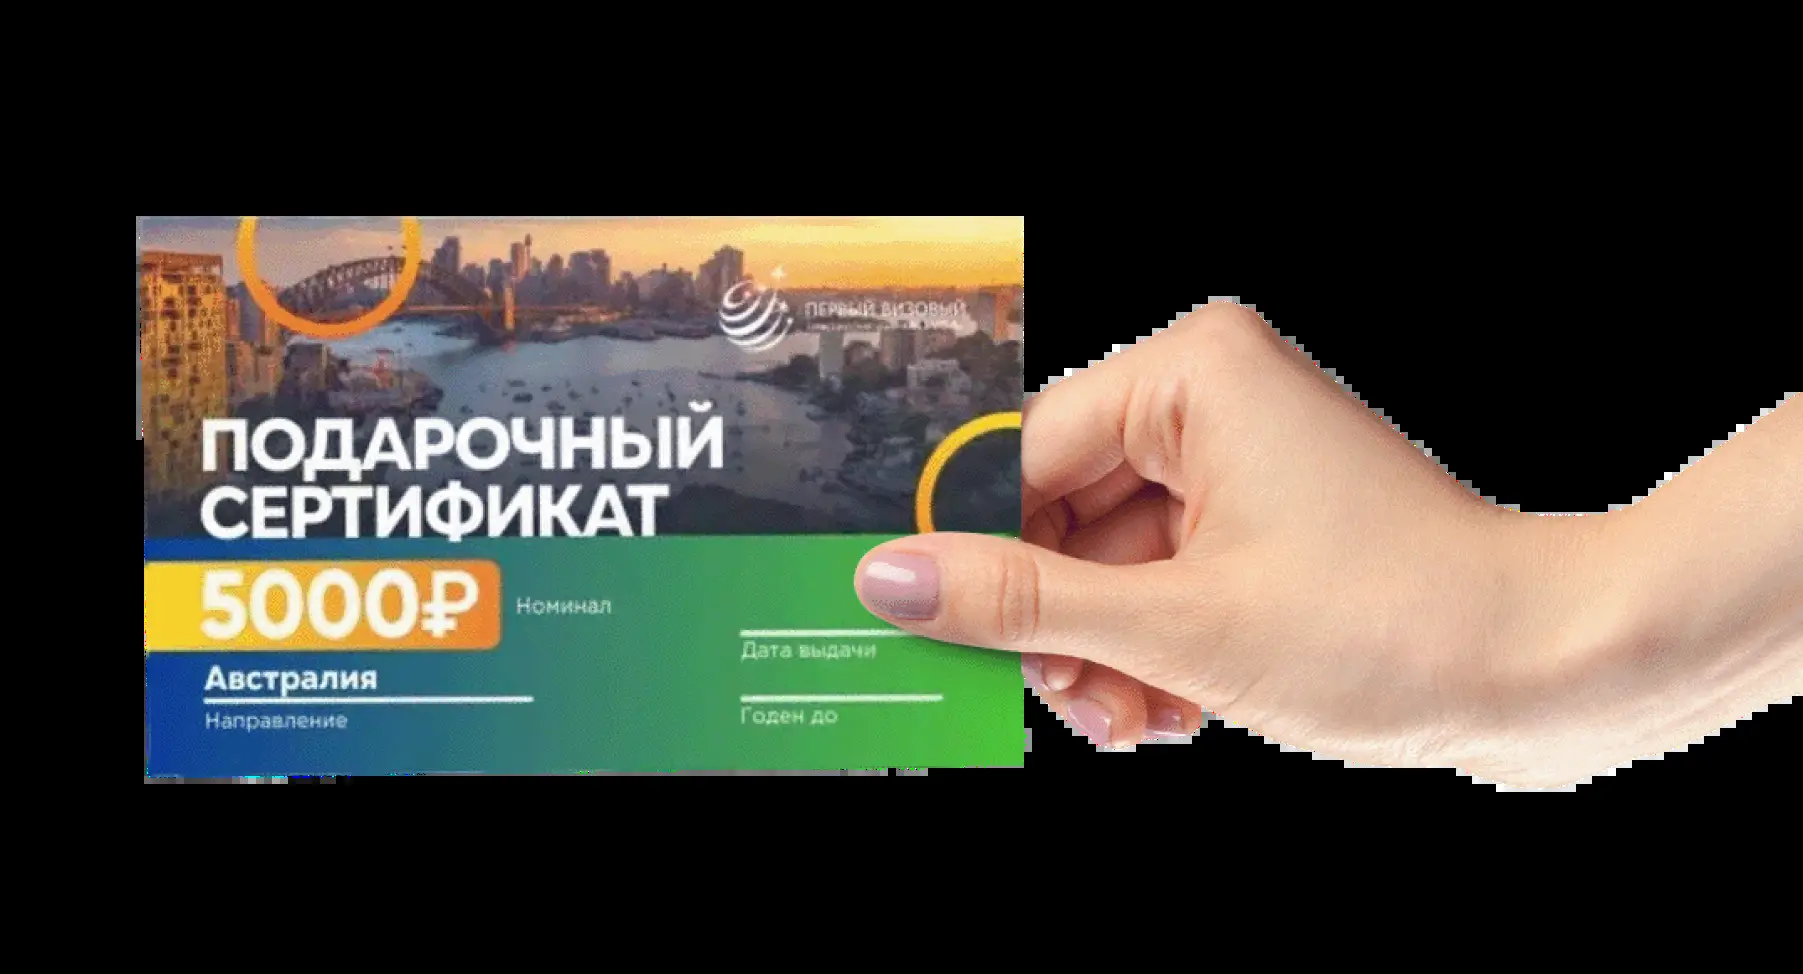 ПЕРВЫЙ ВИЗОВЫЙ
ПОДАРОЧНЫЙ
СЕРТИФИКАТ
5000₽
Номинал
Дата выдачи
Австралия
Направление
Годен до